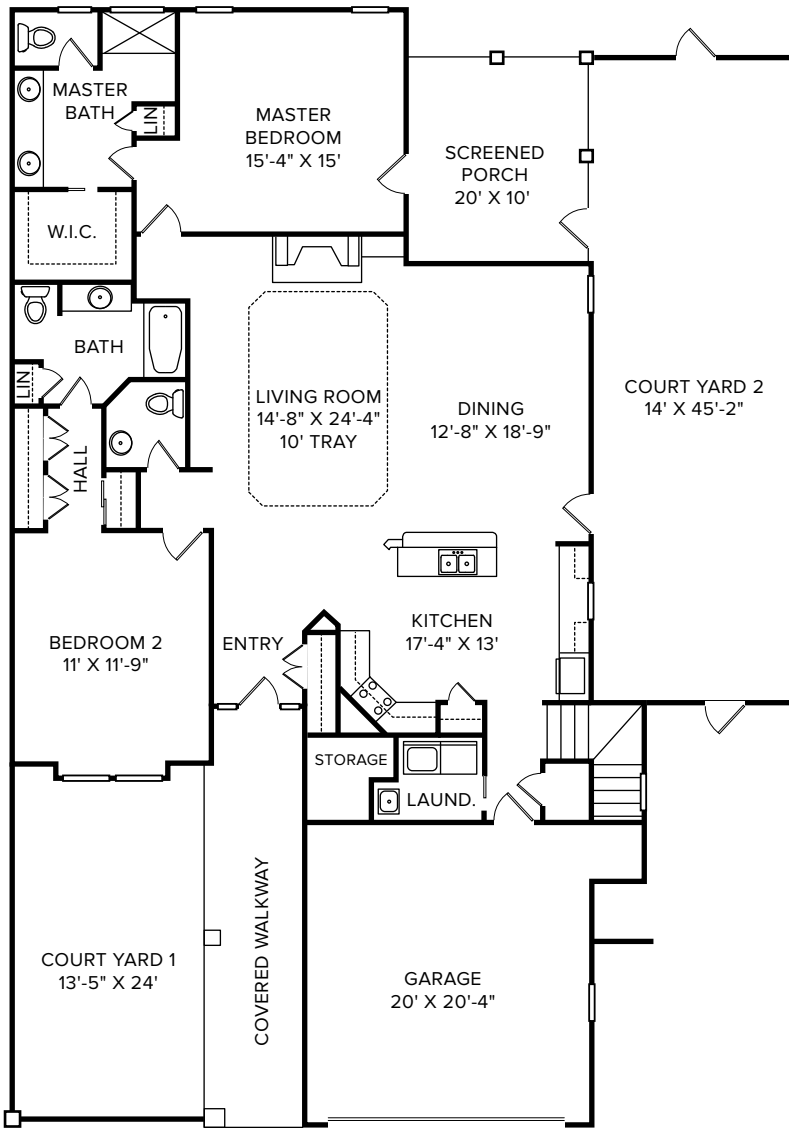 MASTER
BATH
LIN
MASTER
BEDROOM
15'-4" X 15'
SCREENED
PORCH
20' X 10'
W.I.C.
BATH
LIN
HALL
LIVING ROOM
14'-8" X 24'-4"
10' TRAY
DINING
12'-8" X 18'-9"
COURT YARD 2
14' X 45'-2"
BEDROOM 2
11' X 11'-9"
ENTRY
KITCHEN
17'-4" X 13'
STORAGE
LAUND.
COURT YARD 1
13'-5" X 24'
COVERED WALKWAY
GARAGE
20' X 20'-4"